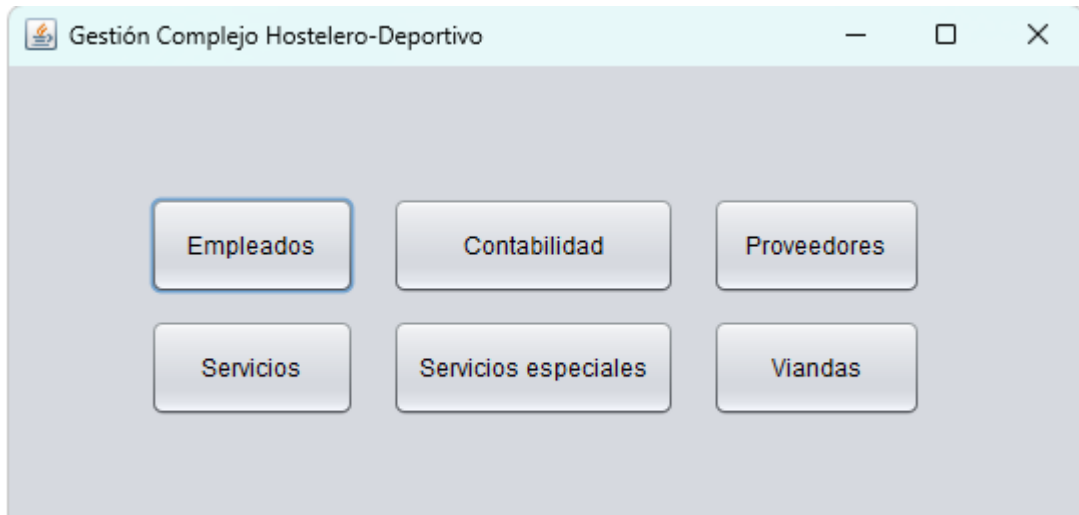 Gestión Complejo Hostelero-Deportivo
Empleados Contabilidad Proveedores
Servicios Servicios especiales Viandas